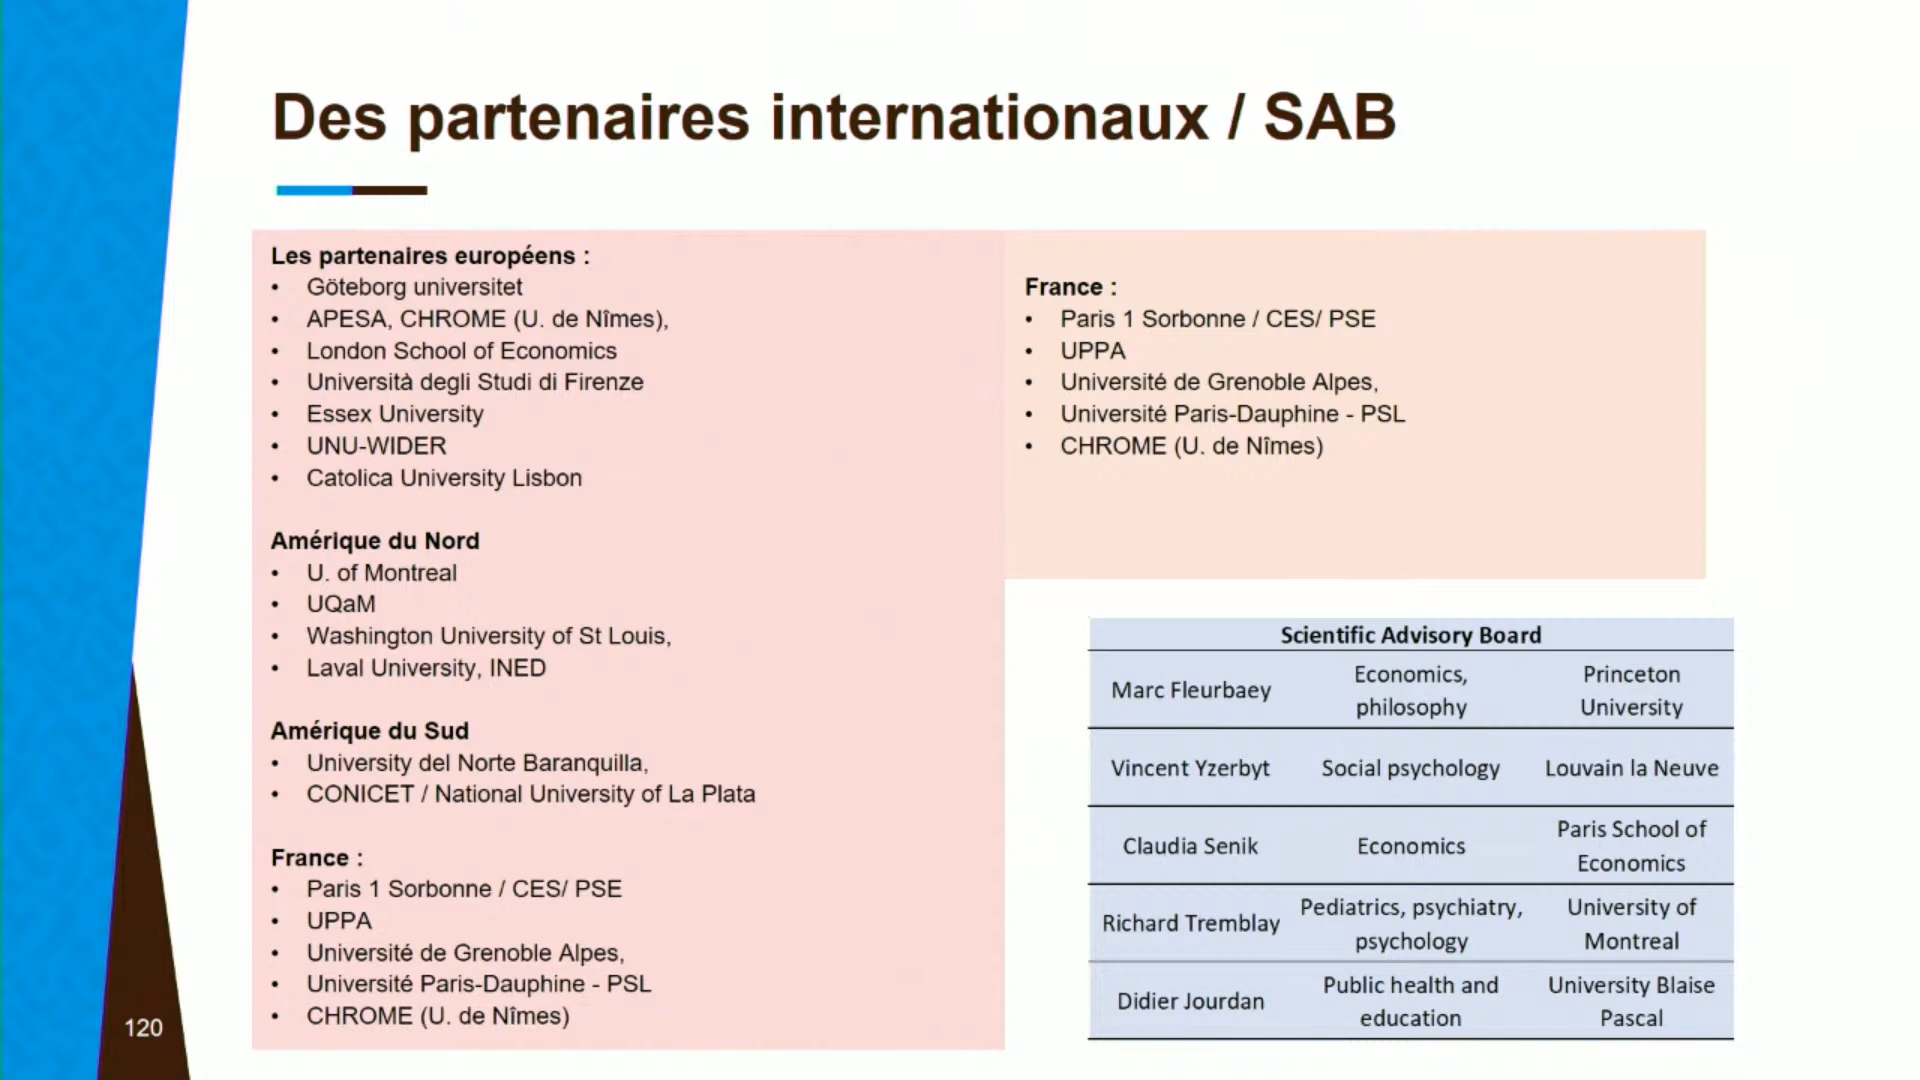 Des partenaires internationaux / SAB
Les partenaires européens :
• Göteborg universitet
• APESA, CHROME (U. de Nîmes),
• London School of Economics
• Università degli Studi di Firenze
• Essex University
• UNU-WIDER
• Catolica University Lisbon
Amérique du Nord
• U. of Montreal
• UQaM
• Washington University of St Louis,
• Laval University, INED
Amérique du Sud
• University del Norte Baranquilla,
• CONICET / National University of La Plata
France :
• Paris 1 Sorbonne / CES/ PSE
• UPPA
• Université de Grenoble Alpes,
• Université Paris-Dauphine - PSL
• CHROME (U. de Nîmes)
France :
• Paris 1 Sorbonne / CES/ PSE
• UPPA
• Université de Grenoble Alpes,
• Université Paris-Dauphine - PSL
• CHROME (U. de Nîmes)
Scientific Advisory Board
Marc Fleurbaey
Economics,
philosophy
Princeton
University
Vincent Yzerbyt
Social psychology
Louvain la Neuve
Claudia Senik
Economics
Paris School of
Economics
Richard Tremblay
Pediatrics, psychiatry,
psychology
University of
Montreal
Didier Jourdan
Public health and
education
University Blaise
Pascal
120